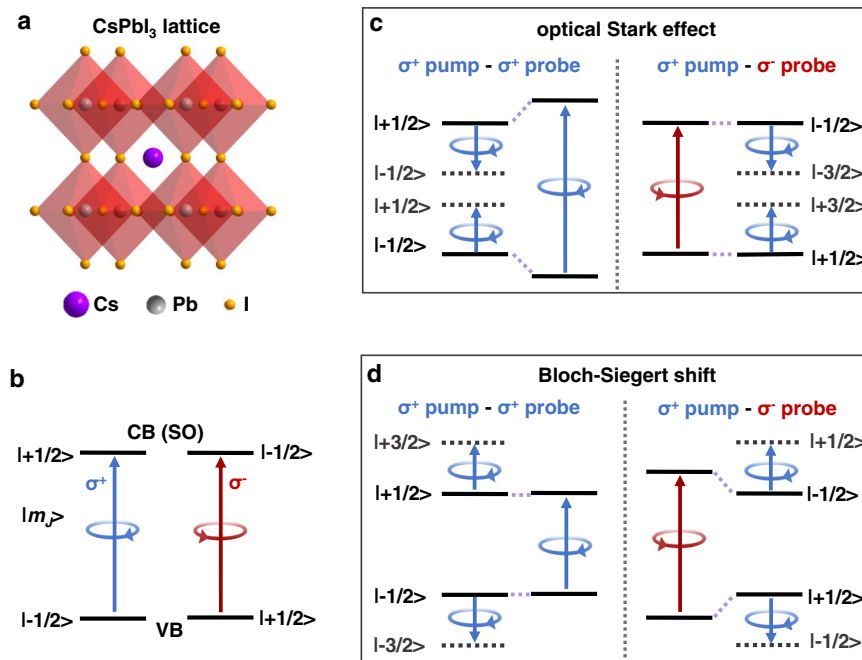 a
CsPbI₃ lattice
Cs Pb I
b
CB (SO)
|+1/2> |-1/2>
σ⁺ σ⁻
|m_J>
|-1/2> VB |+1/2>
c
optical Stark effect
σ⁺ pump - σ⁺ probe σ⁺ pump - σ⁻ probe
|+1/2> |-1/2>
|-1/2> |-3/2>
|+1/2> |+3/2>
|-1/2> |+1/2>
d
Bloch-Siegert shift
σ⁺ pump - σ⁺ probe σ⁺ pump - σ⁻ probe
|+3/2> |+1/2>
|+1/2> |-1/2>
|-1/2> |+1/2>
|-3/2> |-1/2>